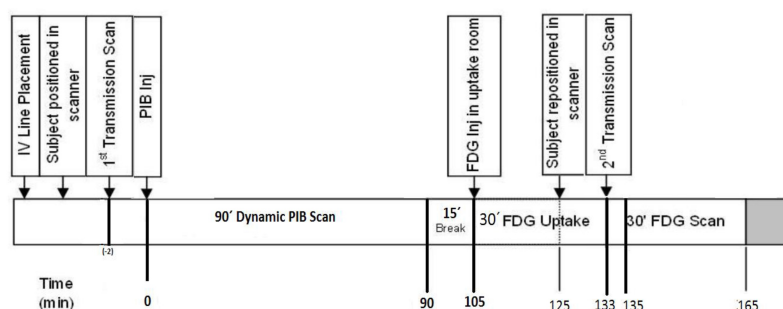 IV Line Placement
Subject positioned in
scanner
1st Transmission Scan
PIB Inj
FDG Inj in uptake room
Subject repositioned in
scanner
2nd Transmission Scan
90´ Dynamic PIB Scan
15´
Break
30´ FDG Uptake
30' FDG Scan
(-2)
Time
(min)
0
90
105
125
133
135
165